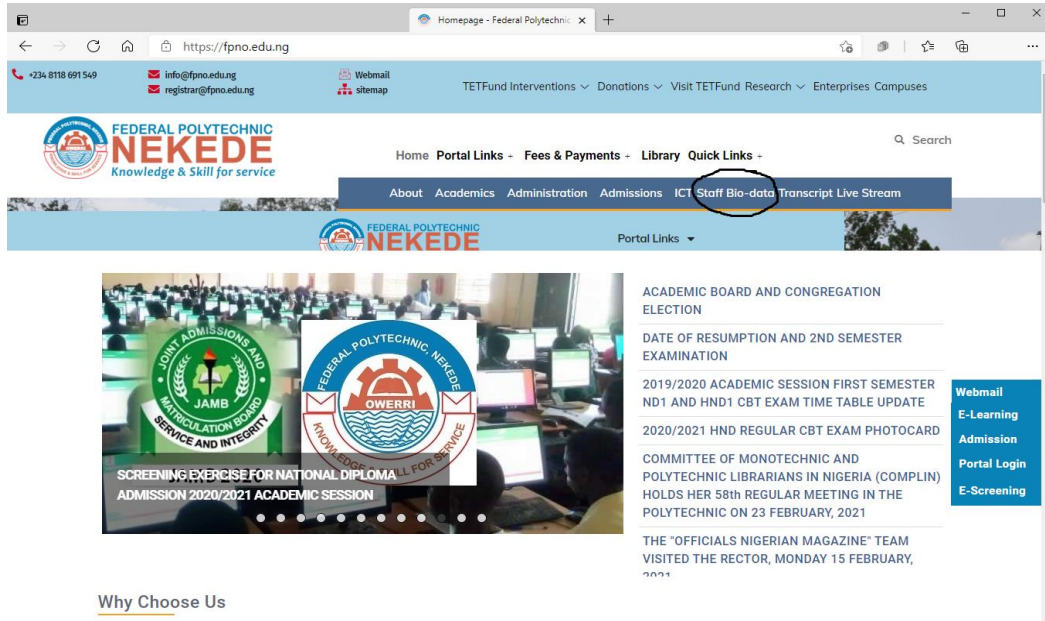 Homepage - Federal Polytechnic
https://fpno.edu.ng
+234 8118 691 549
info@fpno.edu.ng
registrar@fpno.edu.ng
Webmail
sitemap
TETFund Interventions Donations Visit TETFund Research Enterprises Campuses
FEDERAL POLYTECHNIC
NEKEDE
Knowledge & Skill for service
Search
Home Portal Links + Fees & Payments + Library Quick Links +
About Academics Administration Admissions ICT Staff Bio-data Transcript Live Stream
FEDERAL POLYTECHNIC
NEKEDE
Portal Links
JOINT ADMISSIONS AND
MATRICULATION BOARD
JAMB
SERVICE AND INTEGRITY
FEDERAL POLYTECHNIC, NEKEDE
OWERRI
KNOWLEDGE & SKILL FOR SERVICE
SCREENING EXERCISE FOR NATIONAL DIPLOMA
ADMISSION 2020/2021 ACADEMIC SESSION
ACADEMIC BOARD AND CONGREGATION
ELECTION
DATE OF RESUMPTION AND 2ND SEMESTER
EXAMINATION
2019/2020 ACADEMIC SESSION FIRST SEMESTER
ND1 AND HND1 CBT EXAM TIME TABLE UPDATE
2020/2021 HND REGULAR CBT EXAM PHOTOCARD
COMMITTEE OF MONOTECHNIC AND
POLYTECHNIC LIBRARIANS IN NIGERIA (COMPLIN)
HOLDS HER 58th REGULAR MEETING IN THE
POLYTECHNIC ON 23 FEBRUARY, 2021
THE "OFFICIALS NIGERIAN MAGAZINE" TEAM
VISITED THE RECTOR, MONDAY 15 FEBRUARY,
2021
Webmail
E-Learning
Admission
Portal Login
E-Screening
Why Choose Us